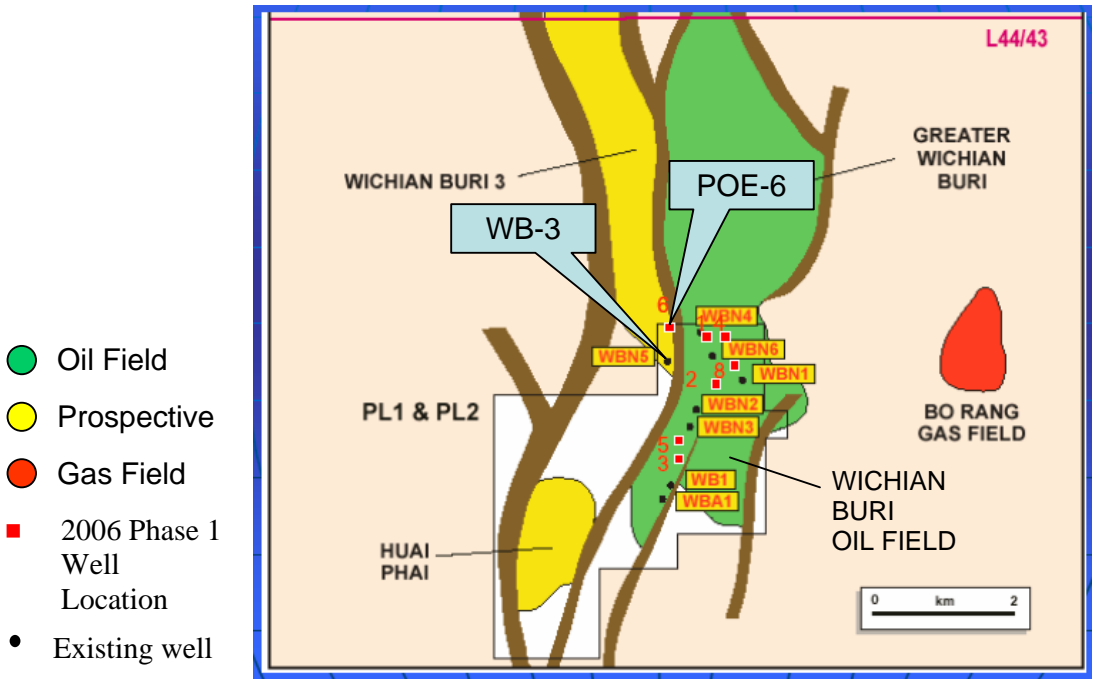 L44/43
GREATER
WICHIAN
BURI
WICHIAN BURI 3
POE-6
WB-3
6
WBN4
1
4
WBN5
WBN6
8
2
WBN1
Oil Field
PL1 & PL2
WBN2
WBN3
BO RANG
GAS FIELD
Prospective
5
3
Gas Field
WB1
WBA1
WICHIAN
BURI
OIL FIELD
2006 Phase 1
Well
Location
HUAI
PHAI
0 km 2
Existing well